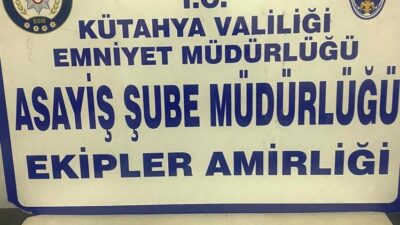 T.C.
KÜTAHYA VALİLİĞİ
EMNİYET MÜDÜRLÜĞÜ
ASAYİŞ ŞUBE MÜDÜRLÜĞÜ
EKİPLER AMİRLİĞİ